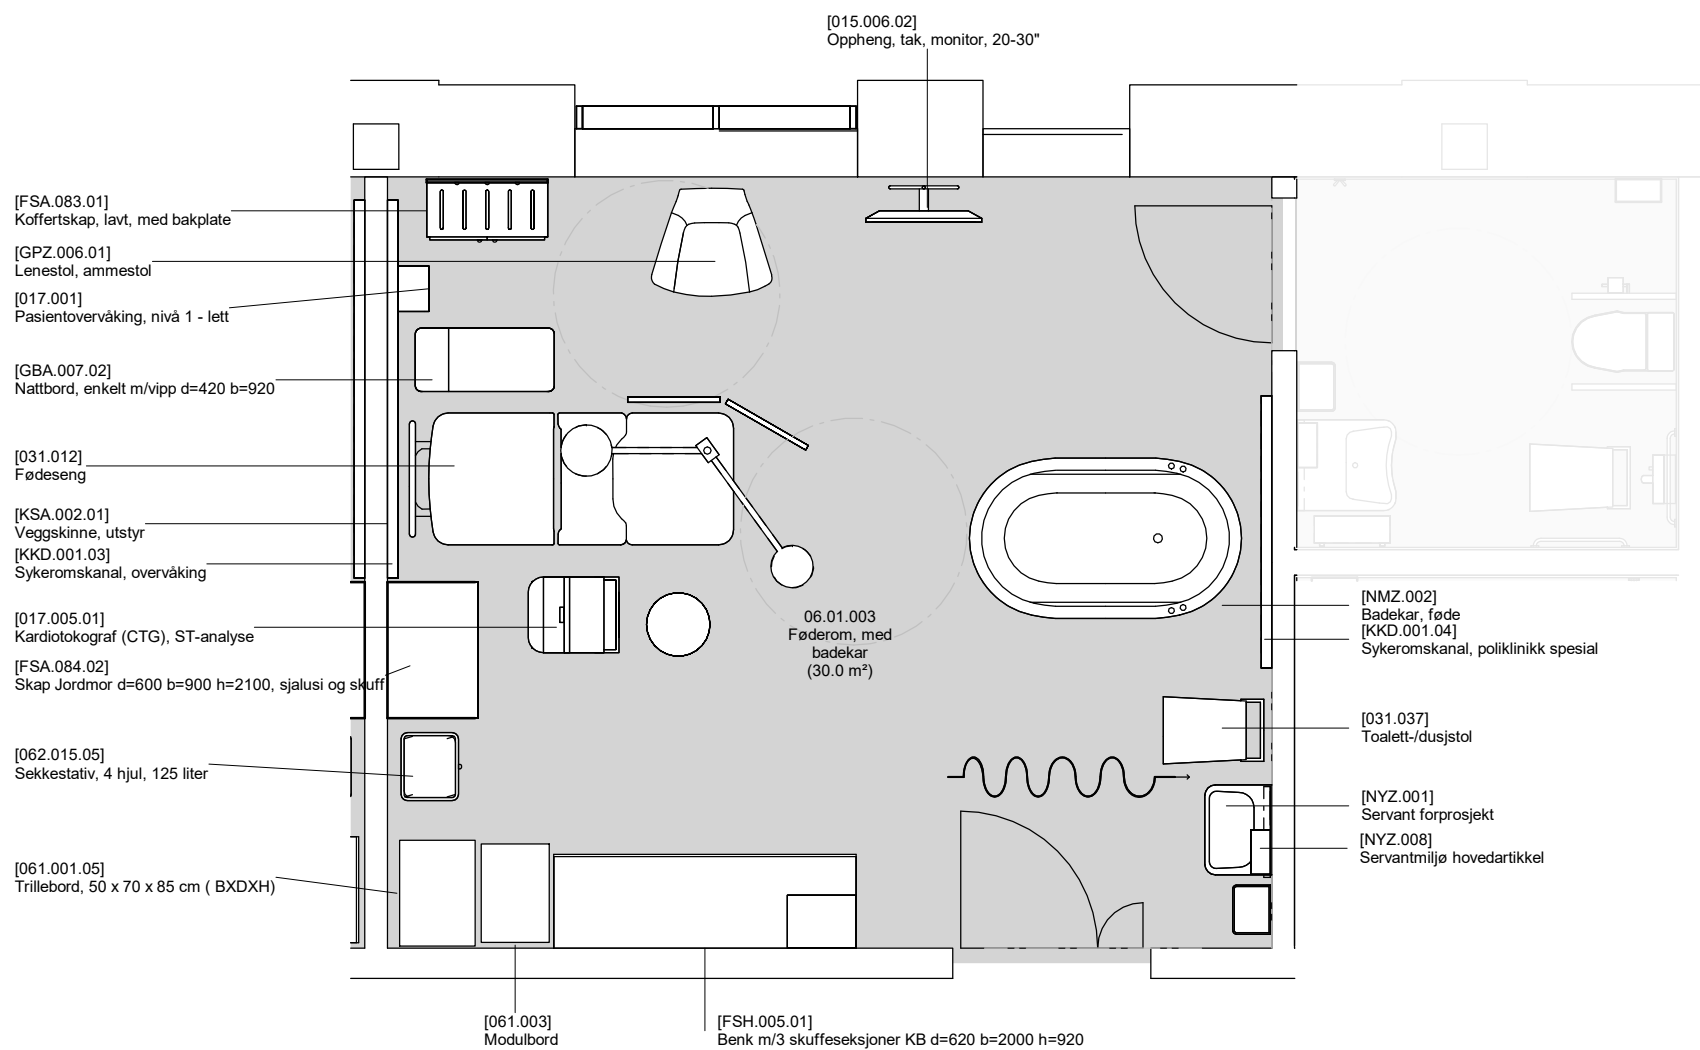 [015.006.02]
Oppheng, tak, monitor, 20-30"
[FSA.083.01]
Koffertskap, lavt, med bakplate
[GPZ.006.01]
Lenestol, ammestol
[017.001]
Pasientovervåking, nivå 1 - lett
[GBA.007.02]
Nattbord, enkelt m/vipp d=420 b=920
[031.012]
Fødeseng
[KSA.002.01]
Veggskinne, utstyr
[KKD.001.03]
Sykeromskanal, overvåking
[017.005.01]
Kardiotokograf (CTG), ST-analyse
[FSA.084.02]
Skap Jordmor d=600 b=900 h=2100, sjalusi og skuff
[062.015.05]
Sekkestativ, 4 hjul, 125 liter
[061.001.05]
Trillebord, 50 x 70 x 85 cm ( BXDXH)
06.01.003
Føderom, med
badekar
(30.0 m²)
[NMZ.002]
Badekar, føde
[KKD.001.04]
Sykeromskanal, poliklinikk spesial
[031.037]
Toalett-/dusjstol
[NYZ.001]
Servant forprosjekt
[NYZ.008]
Servantmiljø hovedartikkel
[061.003]
Modulbord
[FSH.005.01]
Benk m/3 skuffeseksjoner KB d=620 b=2000 h=920